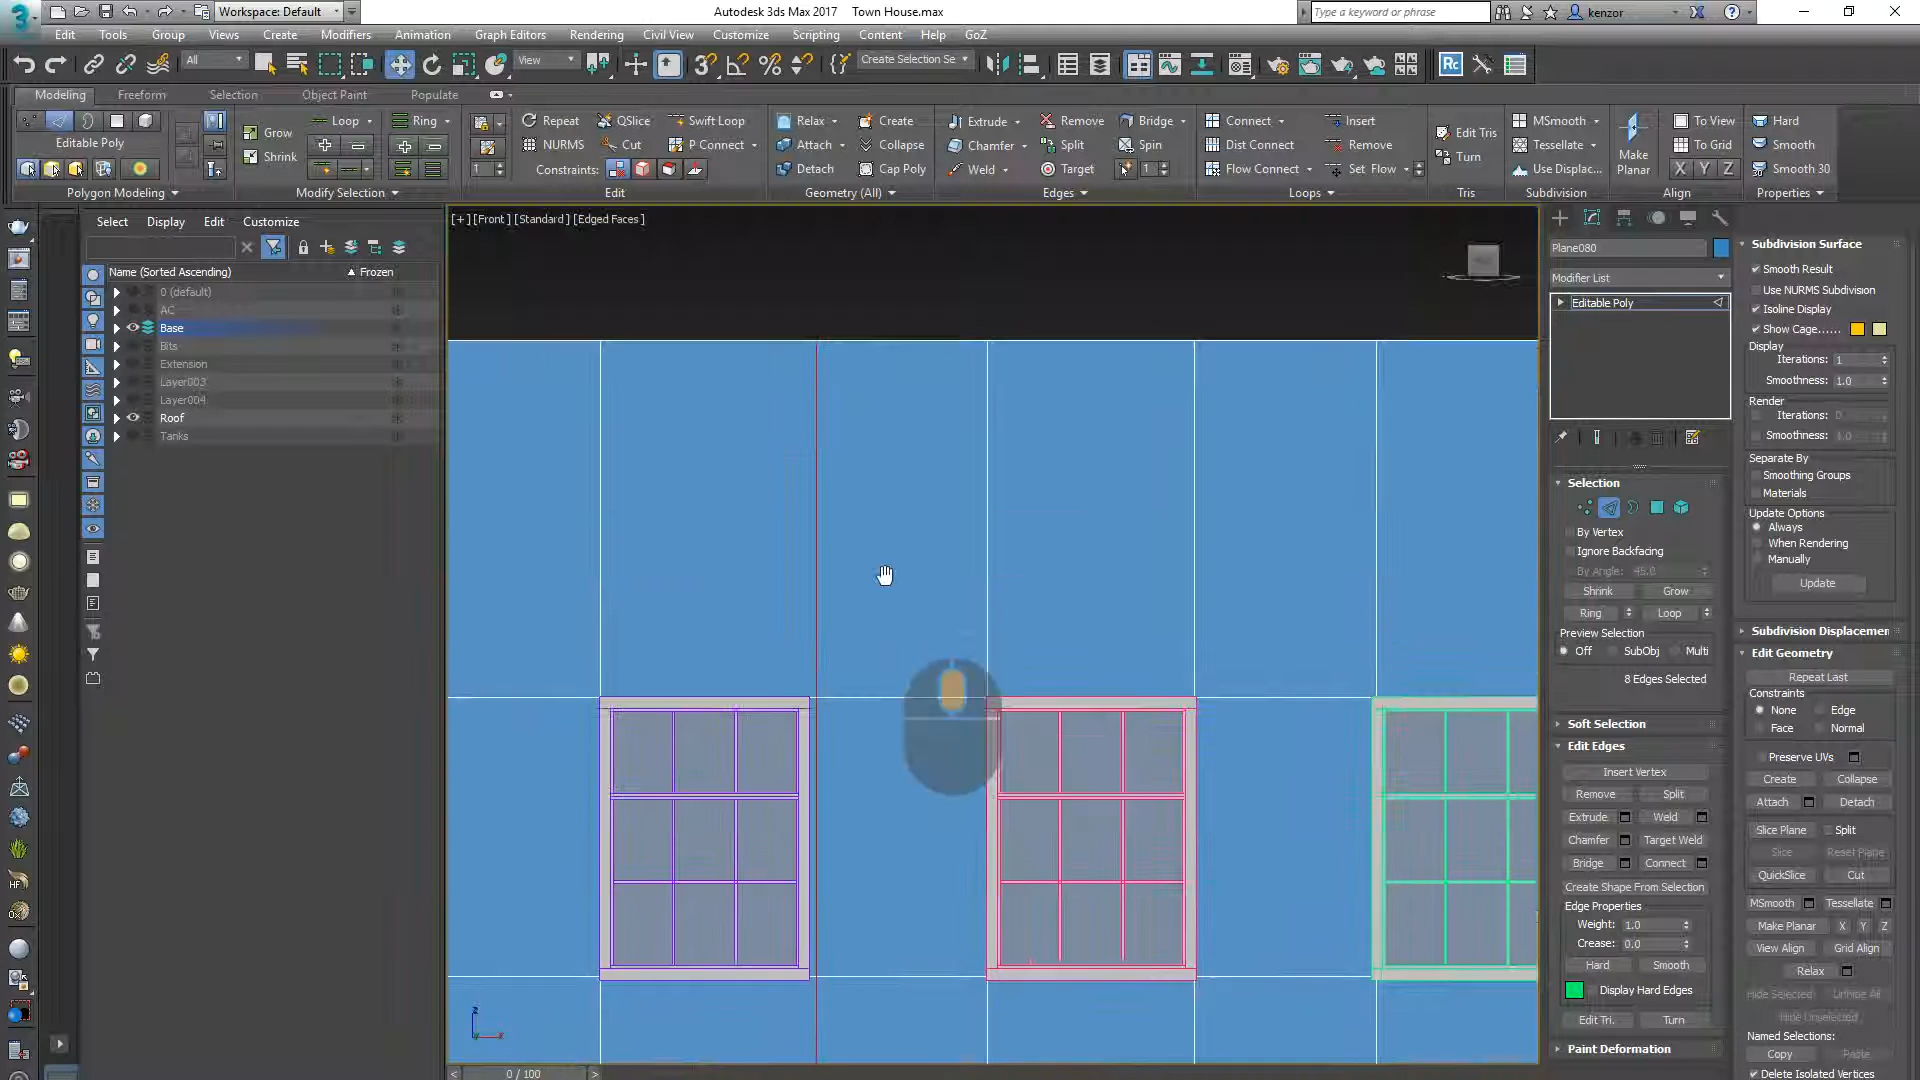 Workspace: Default
Autodesk 3ds Max 2017    Town House.max
Type a keyword or phrase
kenzor
Edit Tools Group Views Create Modifiers Animation Graph Editors Rendering Civil View Customize Scripting Content Help GoZ
All
View
Create Selection Se
Rc
Modeling Freeform Selection Object Paint Populate
Loop Ring Repeat QSlice Swift Loop Relax Create Extrude Remove Bridge Connect Insert MSmooth To View Hard
Editable Poly Grow NURMS Cut P Connect Attach Collapse Chamfer Split Spin Dist Connect Remove Edit Tris Tessellate Make Planar To Grid Smooth
Shrink 1 Constraints: Detach Cap Poly Weld Target 1 Flow Connect Set Flow Turn Use Displac... X Y Z Smooth 30
Polygon Modeling Modify Selection Edit Geometry (All) Edges Loops Tris Subdivision Align Properties
Select Display Edit Customize
Name (Sorted Ascending) Frozen
0 (default)
AC
Base
Bits
Extension
Layer003
Layer004
Roof
Tanks
[+] [Front] [Standard] [Edged Faces]
z
x
0 / 100
Plane080
Modifier List
Editable Poly
Selection
By Vertex
Ignore Backfacing
By Angle: 45.0
Shrink Grow
Ring Loop
Preview Selection
Off SubObj Multi
8 Edges Selected
Soft Selection
Edit Edges
Insert Vertex
Remove Split
Extrude Weld
Chamfer Target Weld
Bridge Connect
Create Shape From Selection
Edge Properties
Weight: 1.0
Crease: 0.0
Hard Smooth
Display Hard Edges
Edit Tri. Turn
Paint Deformation
Subdivision Surface
Smooth Result
Use NURMS Subdivision
Isoline Display
Show Cage......
Display
Iterations: 1
Smoothness: 1.0
Render
Iterations: 0
Smoothness: 1.0
Separate By
Smoothing Groups
Materials
Update Options
Always
When Rendering
Manually
Update
Subdivision Displacemen
Edit Geometry
Repeat Last
Constraints
None Edge
Face Normal
Preserve UVs
Create Collapse
Attach Detach
Slice Plane Split
Slice Reset Plane
QuickSlice Cut
MSmooth Tessellate
Make Planar X Y Z
View Align Grid Align
Relax
Hide Selected Unhide All
Hide Unselected
Named Selections:
Copy Paste
Delete Isolated Vertices